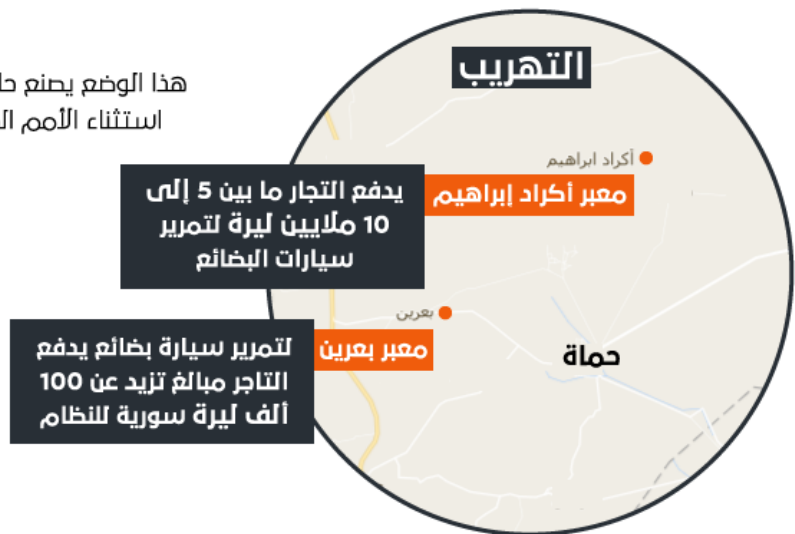 التهريب
هذا الوضع يصنع
استثناء الأمم
أكراد ابراهيم
معبر أكراد إبراهيم
يدفع التجار ما بين 5 إلى
10 ملايين ليرة لتمرير
سيارات البضائع
بعرين
معبر بعرين
لتمرير سيارة بضائع يدفع
التاجر مبالغ تزيد عن 100
ألف ليرة سورية للنظام
حماة